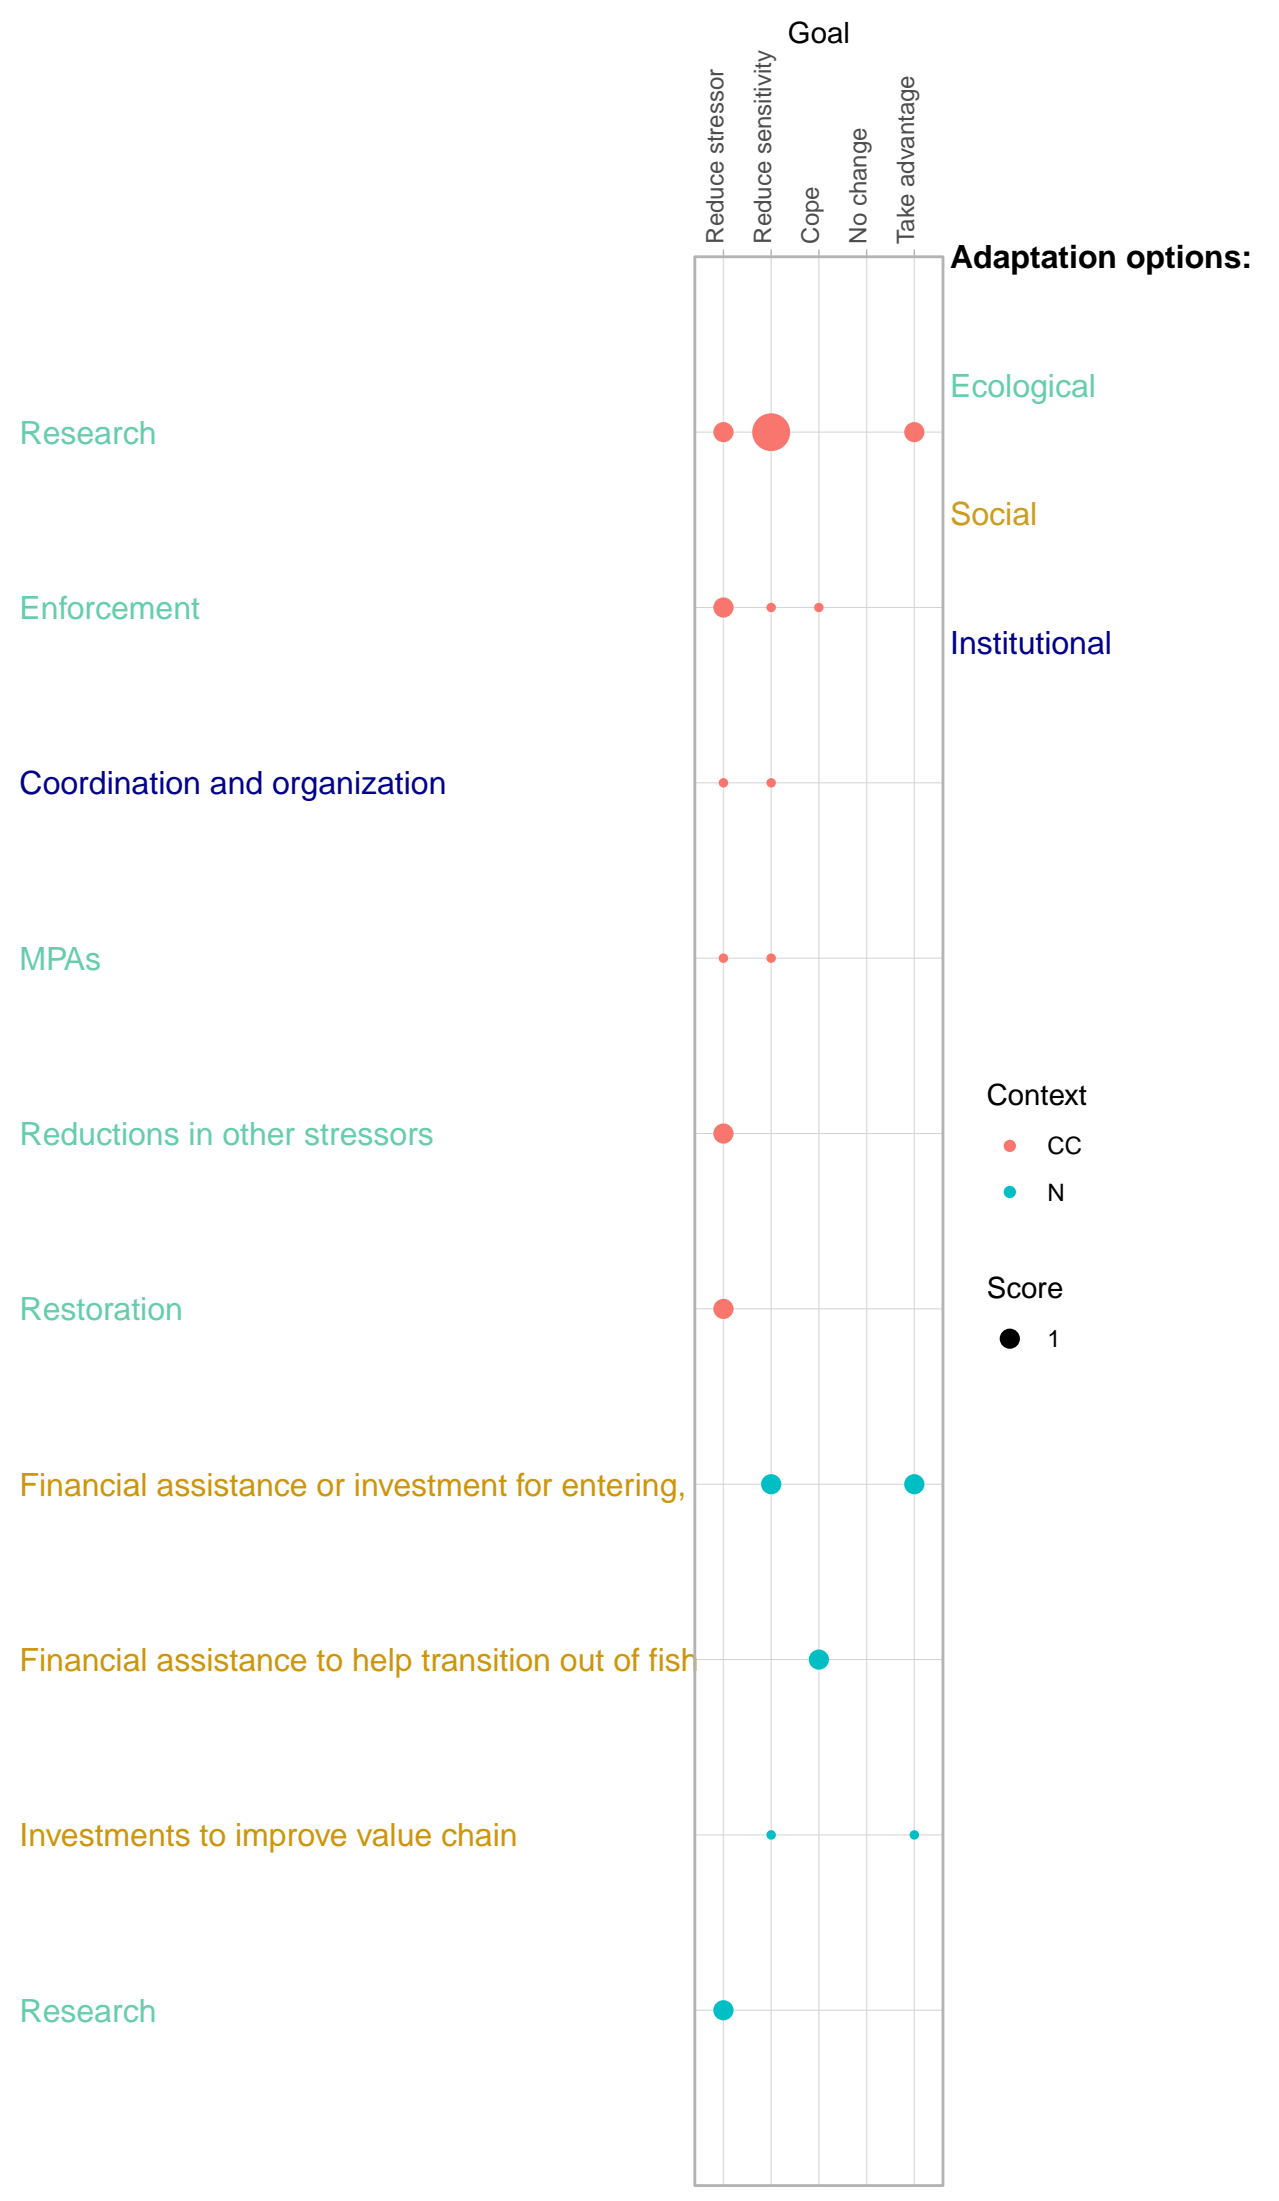 Goal
Reduce stressor
Reduce sensitivity
Cope
No change
Take advantage
Adaptation options:
Ecological
Research
Social
Enforcement
Institutional
Coordination and organization
MPAs
Context
Reductions in other stressors
CC
N
Score
Restoration
1
Financial assistance or investment for entering,
Financial assistance to help transition out of fish
Investments to improve value chain
Research